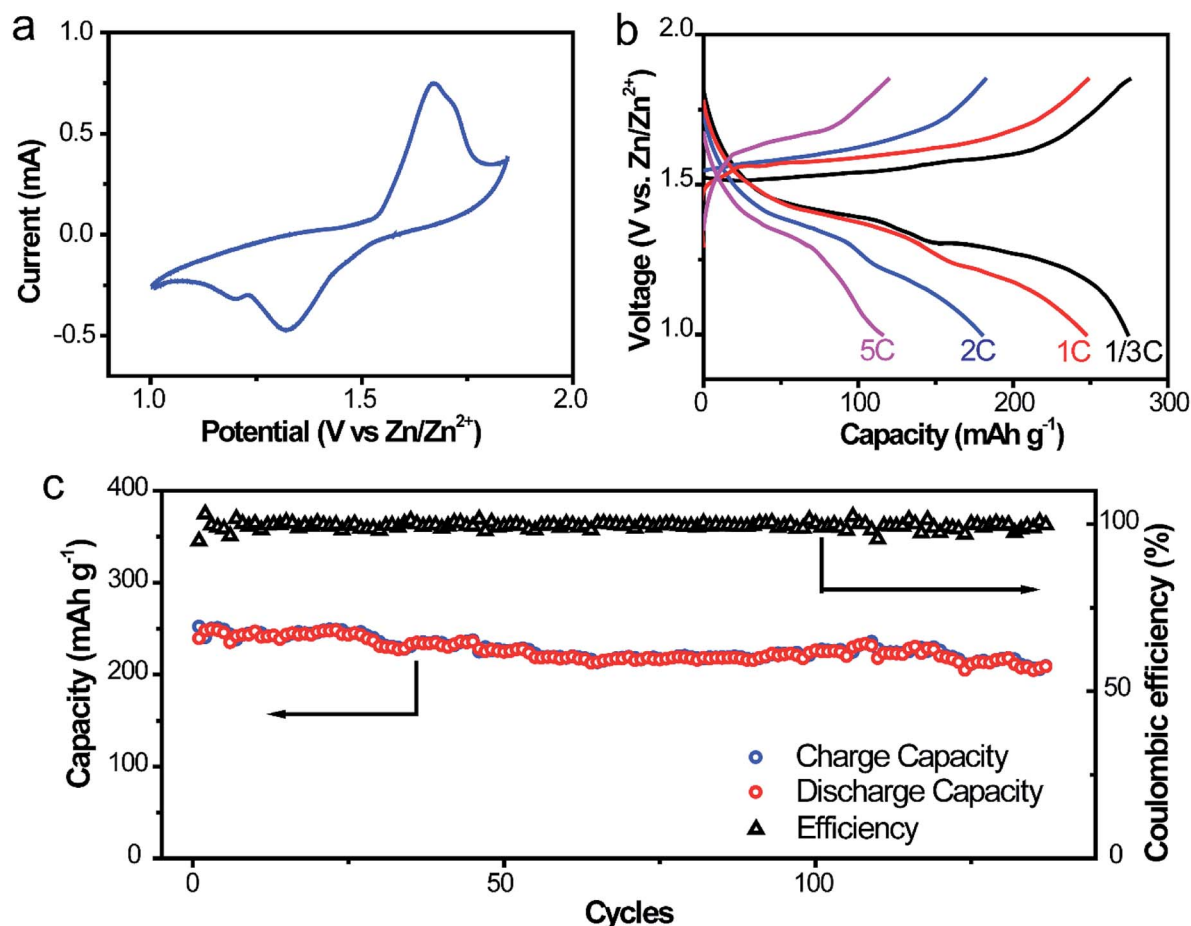 a
1.0
0.5
0.0
-0.5
Current (mA)
1.0 1.5 2.0
Potential (V vs Zn/Zn²⁺)
b
2.0
1.5
1.0
Voltage (V vs. Zn/Zn²⁺)
5C 2C 1C 1/3C
0 100 200 300
Capacity (mAh g⁻¹)
c
400
300
200
100
0
Capacity (mAh g⁻¹)
100
50
0
Coulombic efficiency (%)
Charge Capacity
Discharge Capacity
Efficiency
0 50 100
Cycles